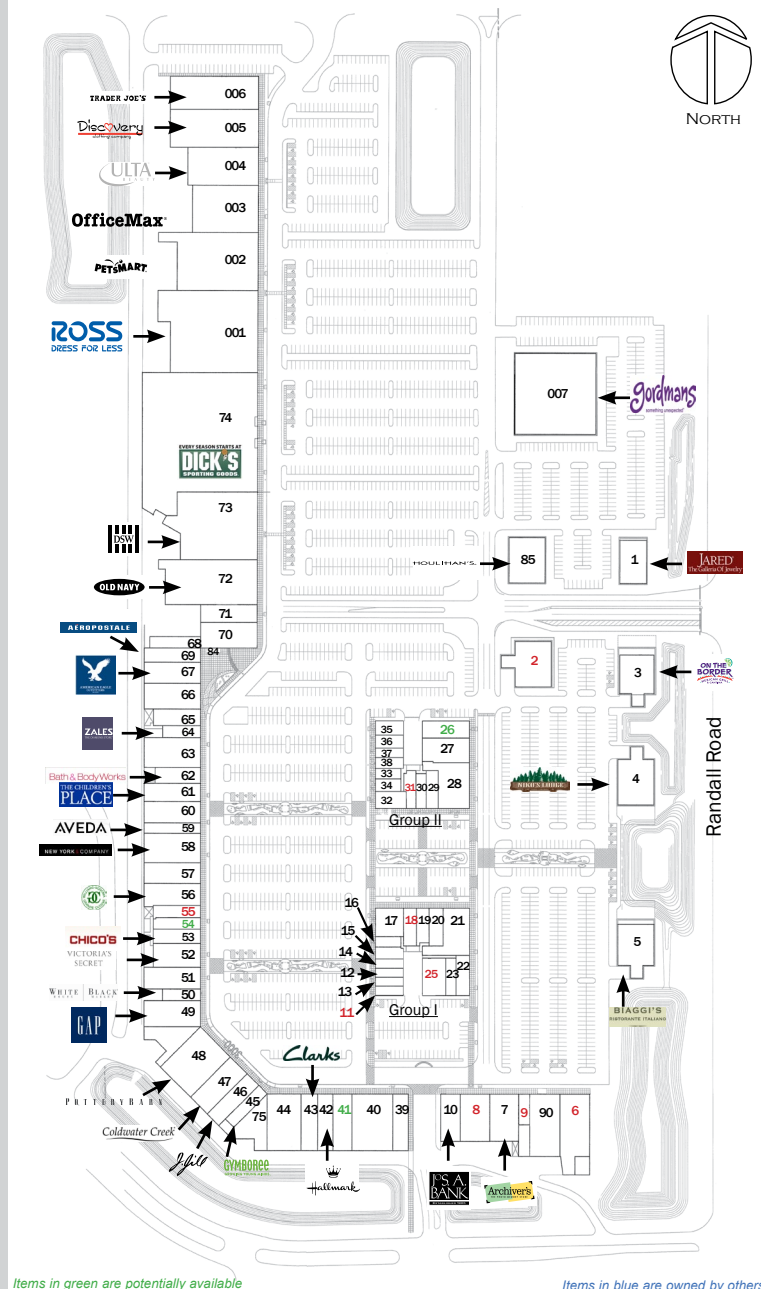 NORTH
TRADER JOE'S
006
Discovery
005
ULTA
004
003
OfficeMax
002
PETSMART
001
ROSS
DRESS FOR LESS
007
gordmans
something unexpected
74
EVERY SEASON STARTS AT
DICK'S
SPORTING GOODS
73
DSW
HOULIHAN'S
85
1
JARED
The Galleria Of Jewelry
72
OLD NAVY
71
AEROPOSTALE
70
68
84
69
2
67
ON THE
BORDER
3
66
65
64
ZALES
35
26
36
27
37
63
38
33
Randall Road
62
Bath & Body Works
THE CHILDREN'S
PLACE
61
34
31
30
29
28
4
32
60
Group II
AVEDA
59
NEW YORK & COMPANY
58
57
56
16
55
17
18
19
20
21
54
15
CHICO'S
53
5
VICTORIA'S
SECRET
52
14
12
25
23
22
51
13
WHITE
BLACK
50
11
Group I
GAP
49
BIAGGI'S
RISTORANTE ITALIANO
48
Clarks
47
46
45
75
44
43
42
41
40
39
10
8
7
9
90
6
POTTERY BARN
Coldwater Creek
J.Jill
GYMBOREE
Hallmark
JOS. A.
BANK
Archiver's
Items in green are potentially available
Items in blue are owned by others